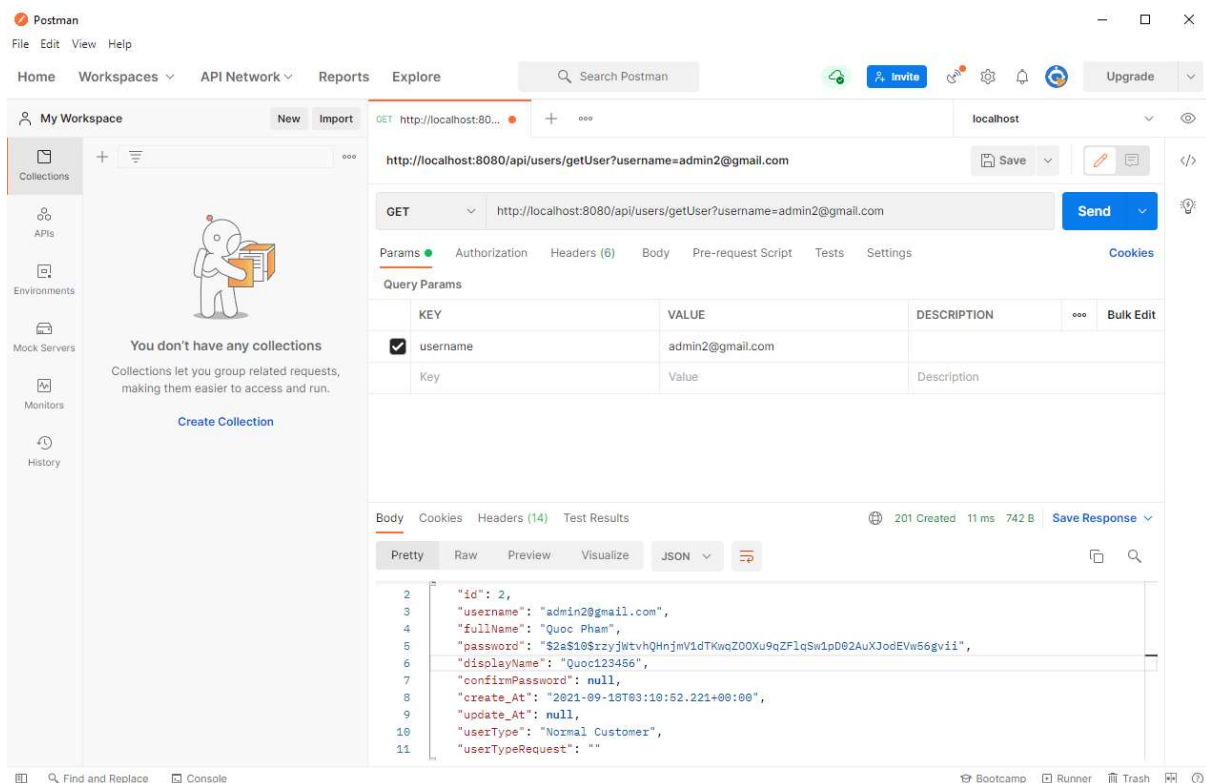 Postman
File Edit View Help
Home Workspaces API Network Reports Explore Search Postman Invite Upgrade
My Workspace New Import GET http://localhost:80... localhost
Collections
APIs
Environments
Mock Servers
Monitors
History
You don't have any collections
Collections let you group related requests,
making them easier to access and run.
Create Collection
http://localhost:8080/api/users/getUser?username=admin2@gmail.com Save
GET http://localhost:8080/api/users/getUser?username=admin2@gmail.com Send
Params Authorization Headers (6) Body Pre-request Script Tests Settings Cookies
Query Params
KEY VALUE DESCRIPTION Bulk Edit
username admin2@gmail.com
Key Value Description
Body Cookies Headers (14) Test Results 201 Created 11 ms 742 B Save Response
Pretty Raw Preview Visualize JSON
2 "id": 2,
3 "username": "admin2@gmail.com",
4 "fullName": "Quoc Pham",
5 "password": "$2a$10$rzyjWtvhQHnjmV1dTKwqZOOXu9qZFlqSw1pD02AuXJodEVw56gvii",
6 "displayName": "Quoc123456",
7 "confirmPassword": null,
8 "create_At": "2021-09-18T03:10:52.221+00:00",
9 "update_At": null,
10 "userType": "Normal Customer",
11 "userTypeRequest": ""
Find and Replace Console Bootcamp Runner Trash